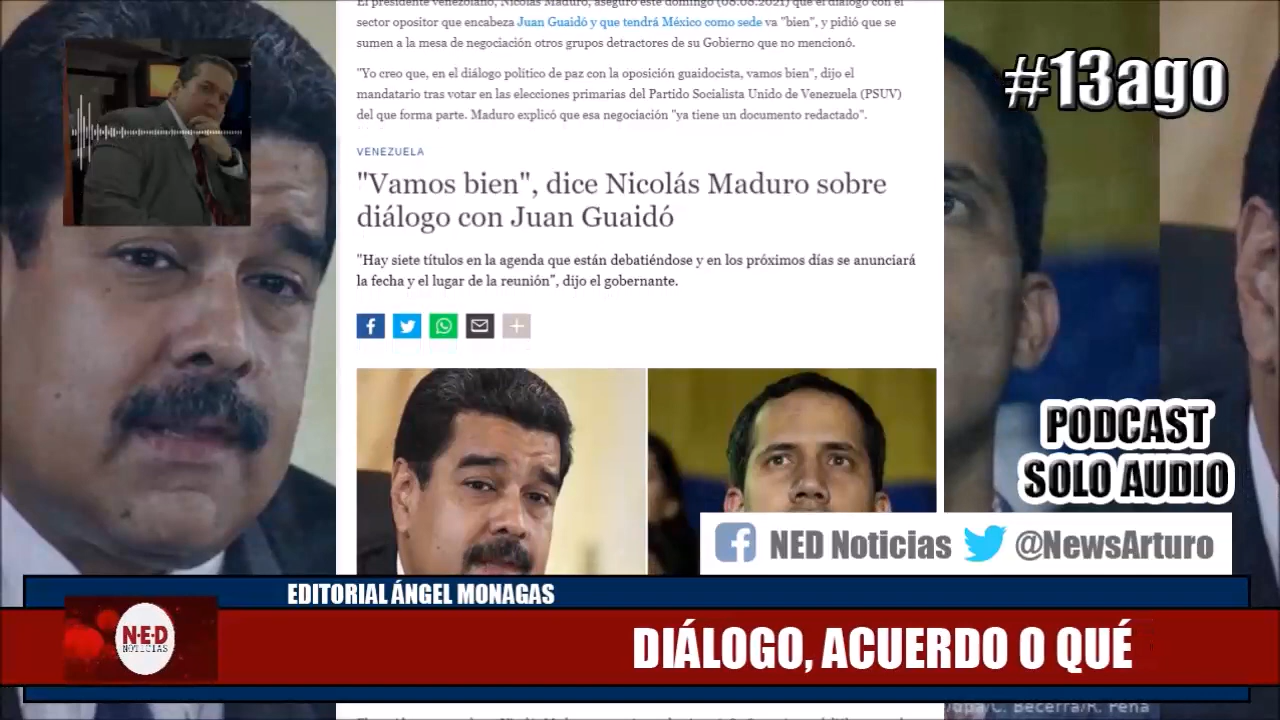 El presidente venezolano, Nicolás Maduro, aseguró este domingo (08.08.2021) que el diálogo con el
sector opositor que encabeza Juan Guaidó y que tendrá México como sede va "bien", y pidió que se
sumen a la mesa de negociación otros grupos detractores de su Gobierno que no mencionó.
"Yo creo que, en el diálogo político de paz con la oposición guaidocista, vamos bien", dijo el
mandatario tras votar en las elecciones primarias del Partido Socialista Unido de Venezuela (PSUV)
del que forma parte. Maduro explicó que esa negociación "ya tiene un documento redactado".
VENEZUELA
"Vamos bien", dice Nicolás Maduro sobre
diálogo con Juan Guaidó
"Hay siete títulos en la agenda que están debatiéndose y en los próximos días se anunciará
la fecha y el lugar de la reunión", dijo el gobernante.
#13ago
PODCAST
SOLO AUDIO
NED Noticias @NewsArturo
EDITORIAL ÁNGEL MONAGAS
N•E•D
NOTICIAS
DIÁLOGO, ACUERDO O QUÉ
/dpa/C. Becerra/R. Peña